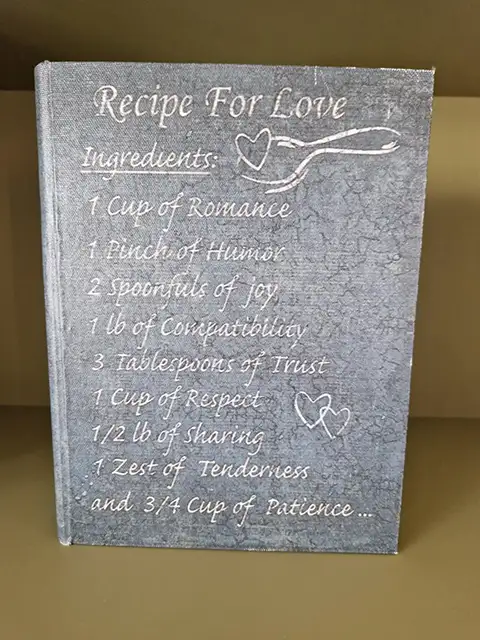 Recipe For Love
Ingredients:
1 Cup of Romance
1 Pinch of Humor
2 Spoonfuls of joy
1 lb of Compatibility
3 Tablespoons of Trust
1 Cup of Respect
1/2 lb of Sharing
1 Zest of Tenderness
and 3/4 Cup of Patience ...